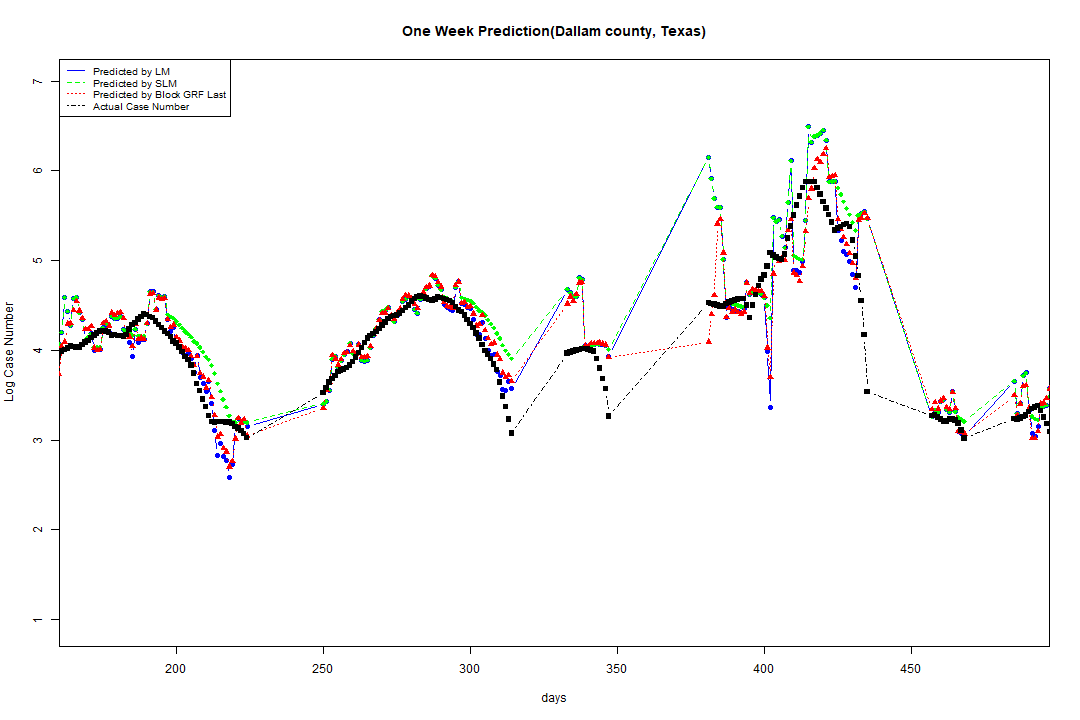 One Week Prediction(Dallam county, Texas)
Predicted by LM
Predicted by SLM
Predicted by Block GRF Last
Actual Case Number
7
6
5
4
3
2
1
Log Case Number
200 250 300 350 400 450
days